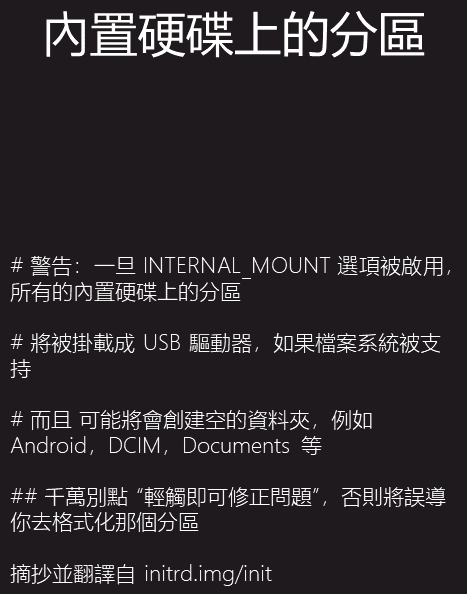 內置硬碟上的分區
# 警告：一旦 INTERNAL_MOUNT 選項被啟用，
所有的內置硬碟上的分區
# 將被掛載成 USB 驅動器，如果檔案系統被支
持
# 而且 可能將會創建空的資料夾，例如
Android，DCIM，Documents 等
## 千萬別點 “輕觸即可修正問題”，否則將誤導
你去格式化那個分區
摘抄並翻譯自 initrd.img/init